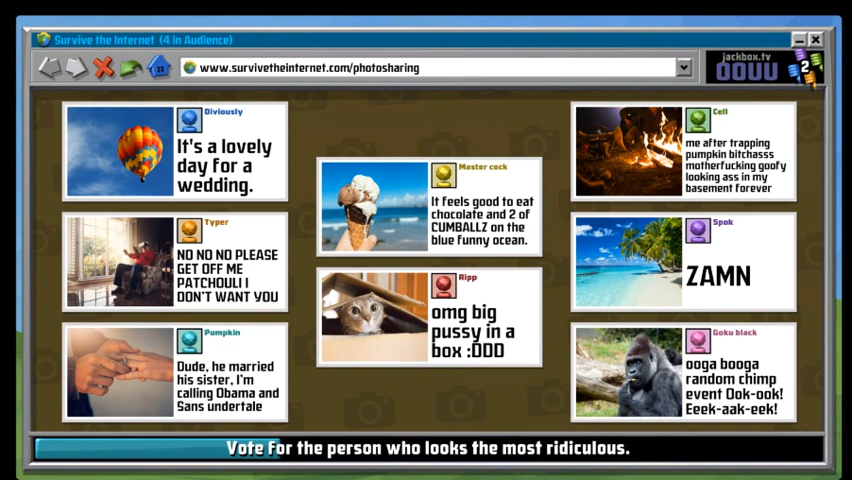 Survive the Internet (4 in Audience)
www.survivetheinternet.com/photosharing
jackbox.tv
OOUU
2
Diviously
It's a lovely
day for a
wedding.
Typer
NO NO NO PLEASE
GET OFF ME
PATCHOULI I
DON'T WANT YOU
Pumpkin
Dude, he married
his sister, I'm
calling Obama and
Sans undertale
Master cock
It feels good to eat
chocolate and 2 of
CUMBALLZ on the
blue funny ocean.
Ripp
omg big
pussy in a
box :DDD
Cell
me after trapping
pumpkin bitchasss
motherfucking goofy
looking ass in my
basement forever
Spok
ZAMN
Goku black
ooga booga
random chimp
event Ook-ook!
Eeek-aak-eek!
Vote for the person who looks the most ridiculous.